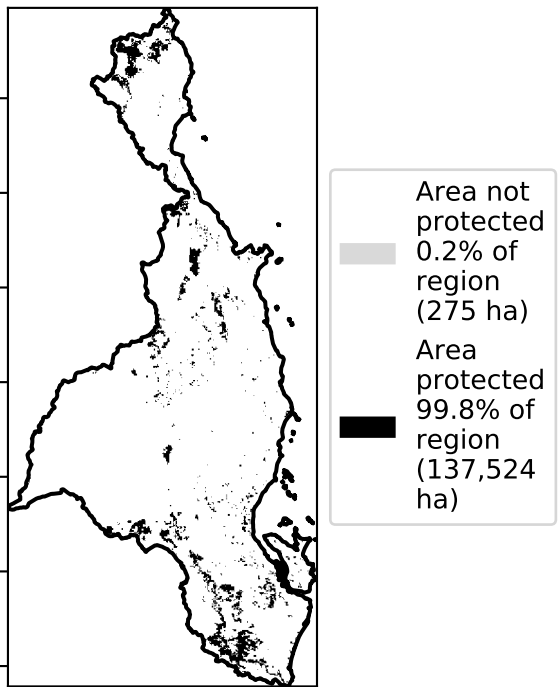 Area not
protected
0.2% of
region
(275 ha)
Area
protected
99.8% of
region
(137,524
ha)